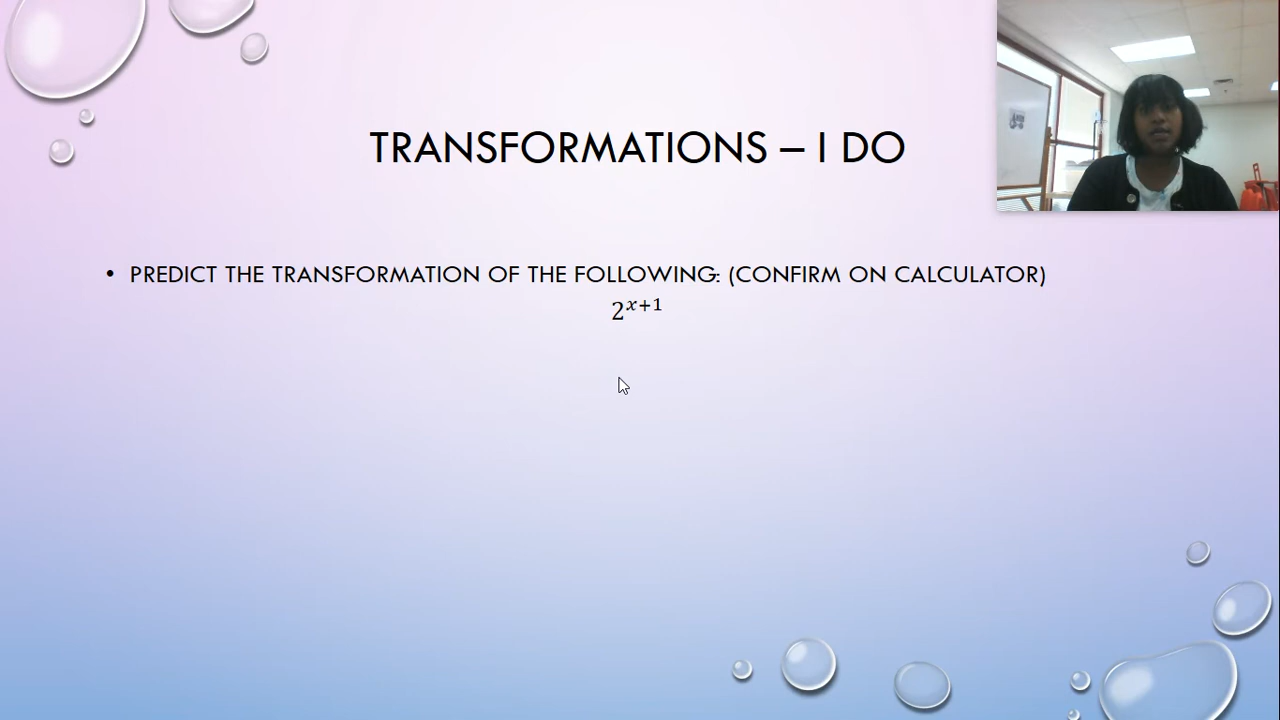 TRANSFORMATIONS – I DO
• PREDICT THE TRANSFORMATION OF THE FOLLOWING: (CONFIRM ON CALCULATOR)
2^{x+1}